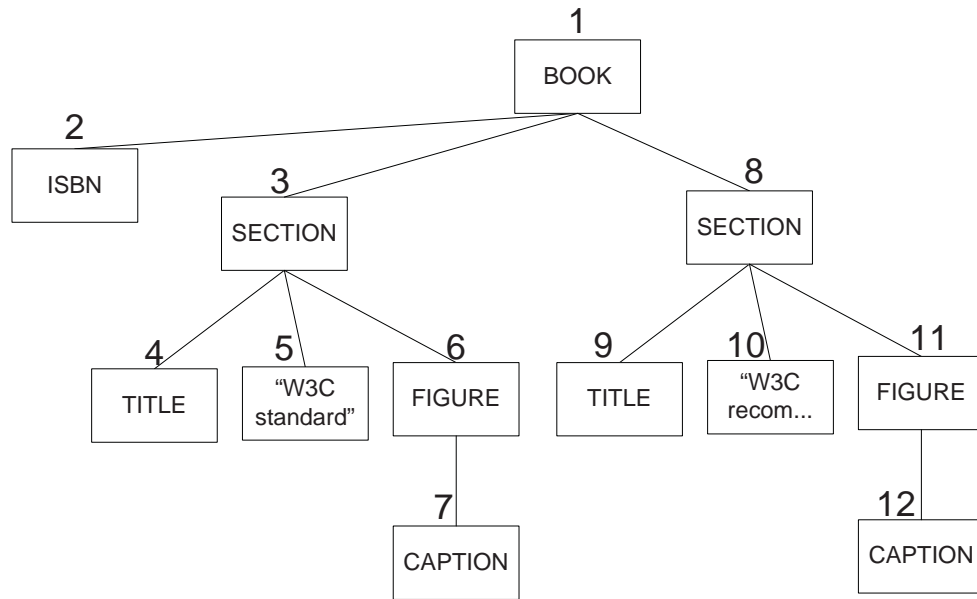 1
BOOK
2
ISBN
3
SECTION
8
SECTION
4
TITLE
5
“W3C
standard”
6
FIGURE
9
TITLE
10
“W3C
recom...
11
FIGURE
7
CAPTION
12
CAPTION